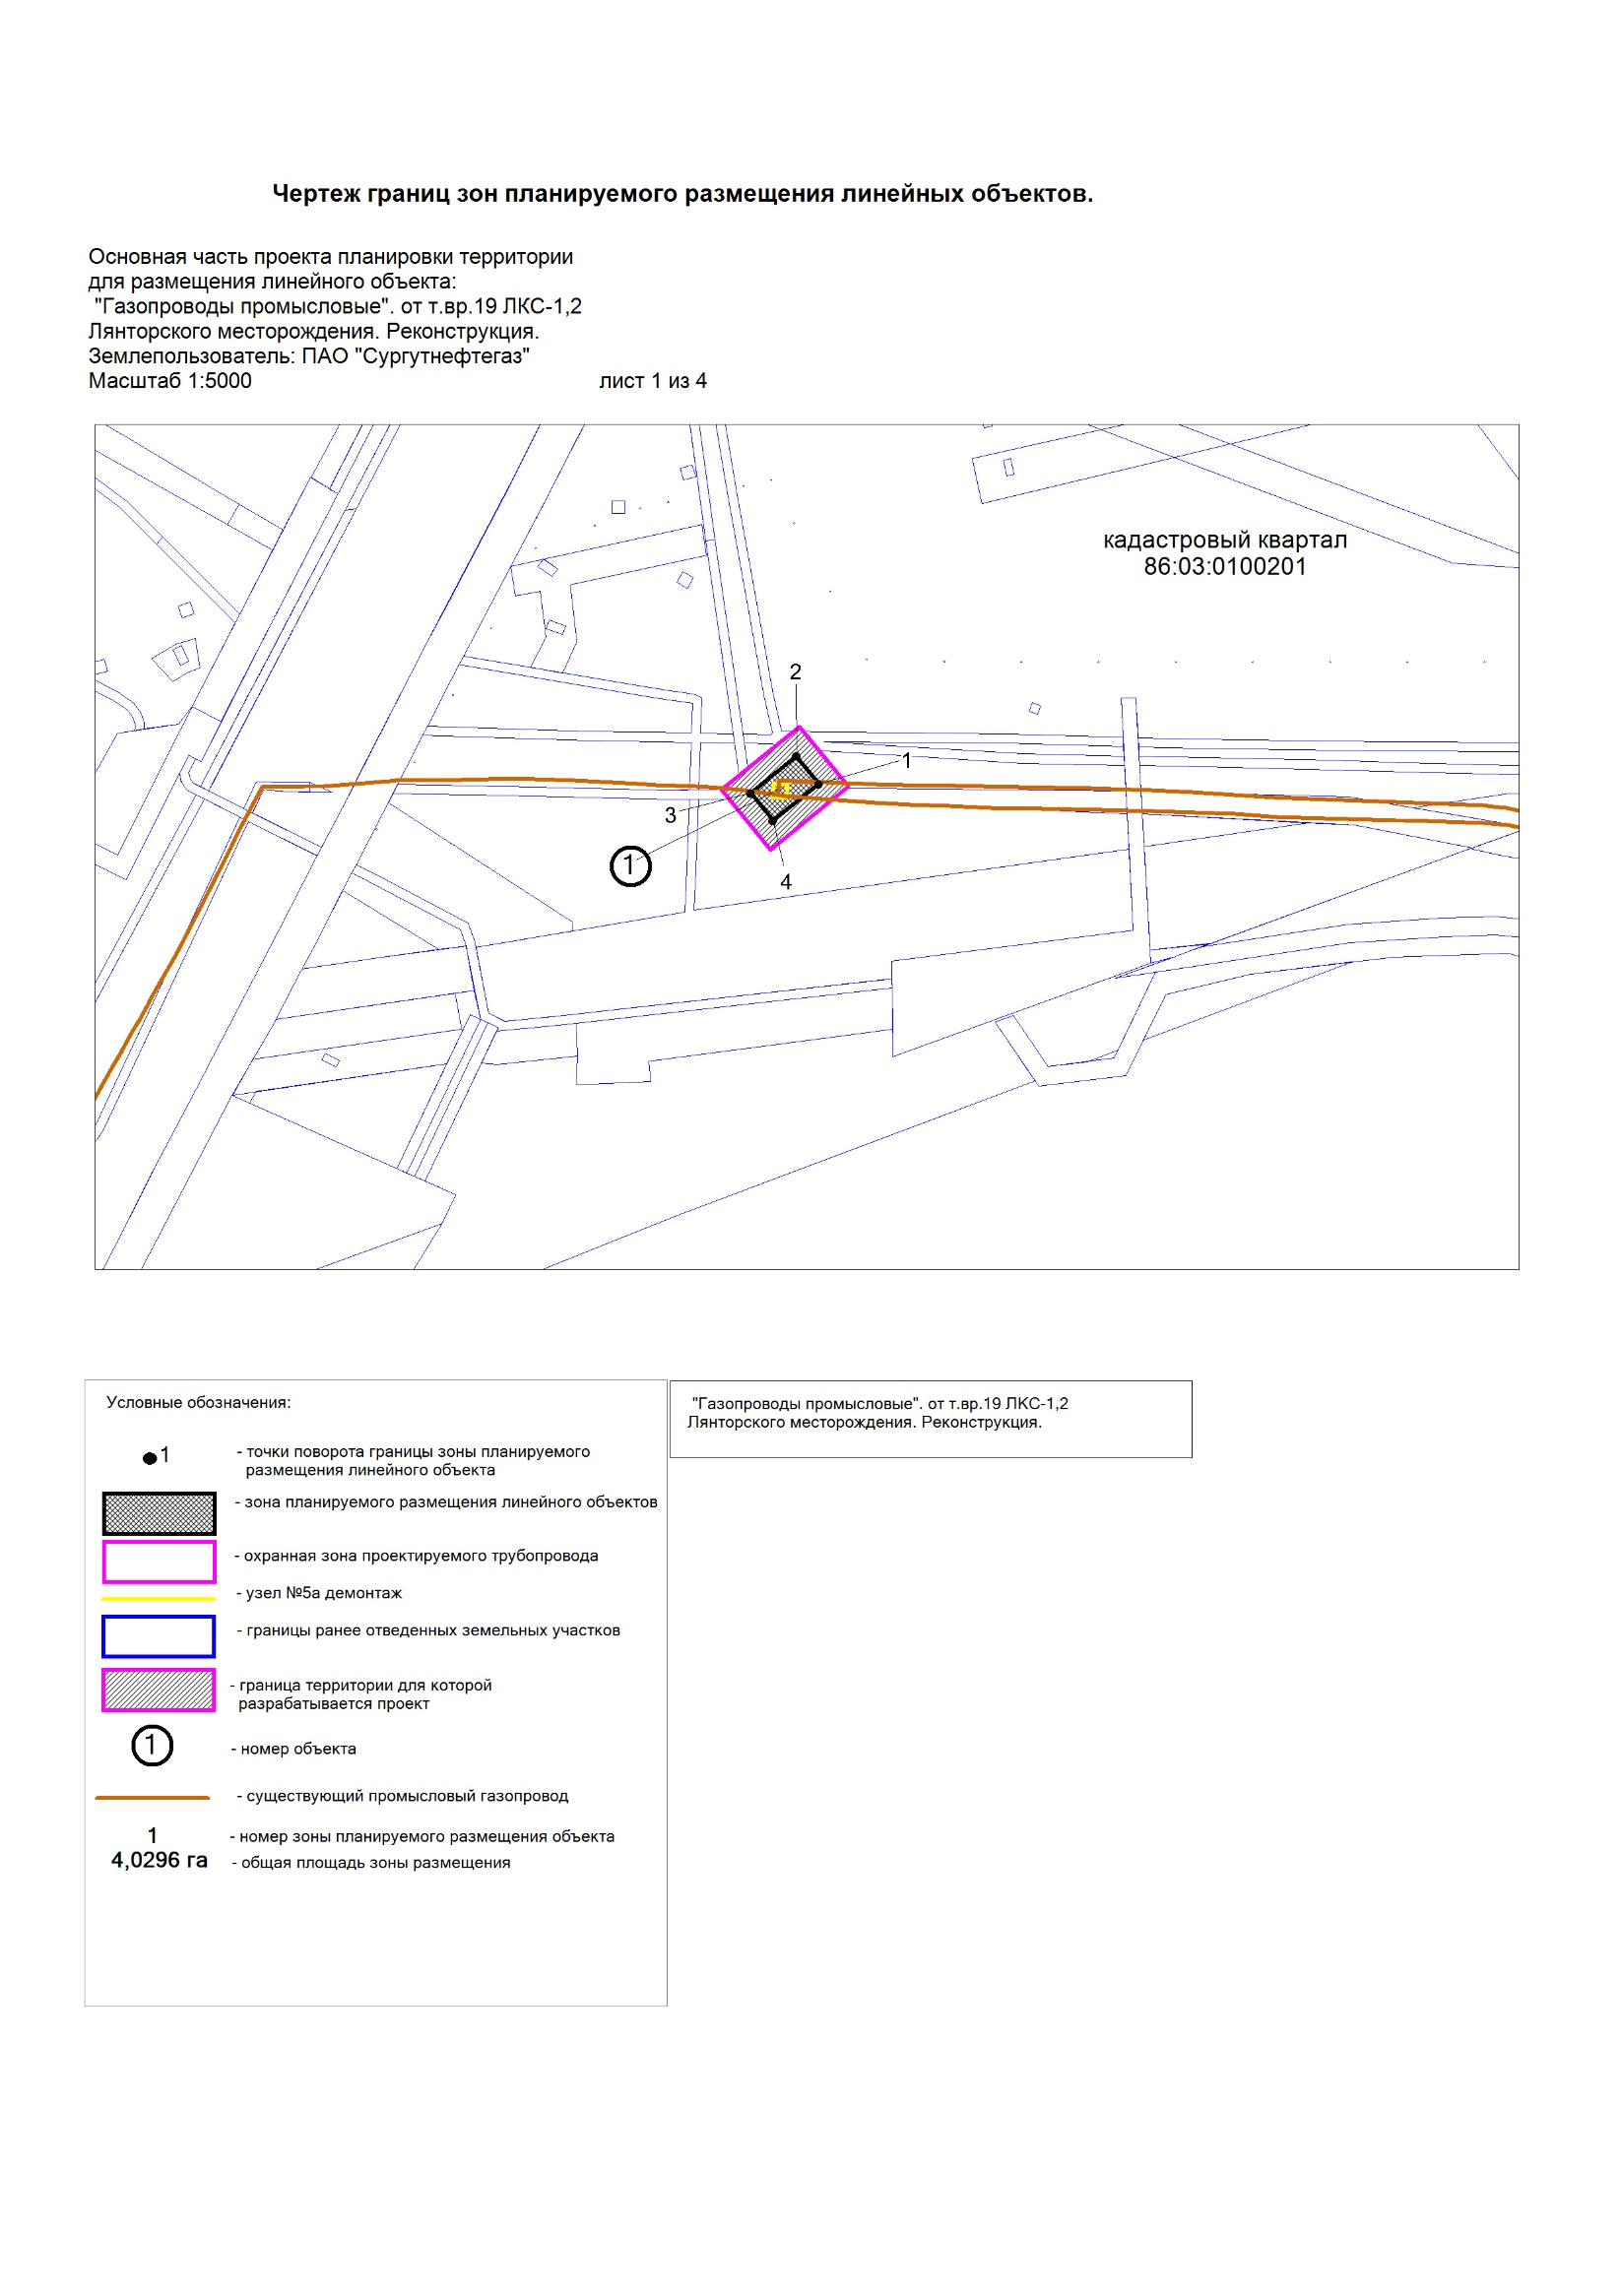 Чертеж границ зон планируемого размещения линейных объектов.
Основная часть проекта планировки территории
для размещения линейного объекта:
"Газопроводы промысловые". от т.вр.19 ЛКС-1,2
Лянторского месторождения. Реконструкция.
Землепользователь: ПАО "Сургутнефтегаз"
Масштаб 1:5000 лист 1 из 4
кадастровый квартал
86:03:0100201
2
1
3
1
4
Условные обозначения:
1 - точки поворота границы зоны планируемого
размещения линейного объекта
- зона планируемого размещения линейного объектов
- охранная зона проектируемого трубопровода
- узел №5а демонтаж
- границы ранее отведенных земельных участков
- граница территории для которой
разрабатывается проект
1 - номер объекта
- существующий промысловый газопровод
1 - номер зоны планируемого размещения объекта
4,0296 га - общая площадь зоны размещения
"Газопроводы промысловые". от т.вр.19 ЛКС-1,2
Лянторского месторождения. Реконструкция.